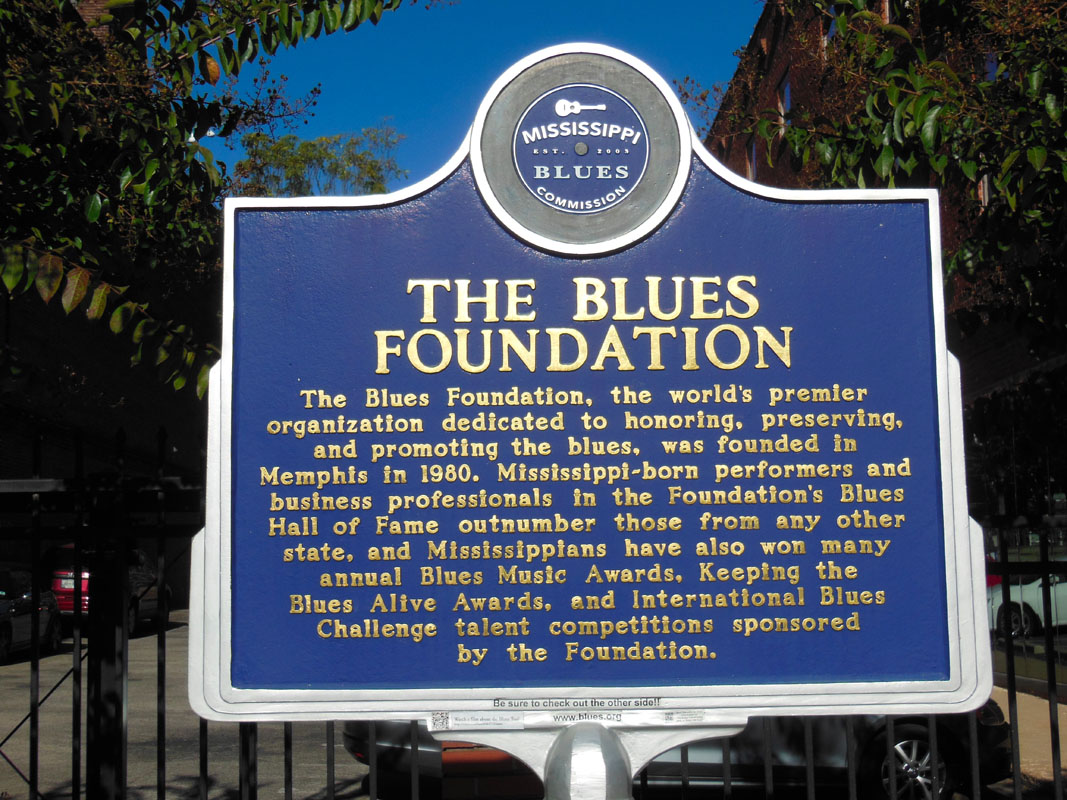 MISSISSIPPI
EST. 2003
BLUES
COMMISSION
THE BLUES
FOUNDATION
The Blues Foundation, the world's premier
organization dedicated to honoring, preserving,
and promoting the blues, was founded in
Memphis in 1980. Mississippi-born performers and
business professionals in the Foundation's Blues
Hall of Fame outnumber those from any other
state, and Mississippians have also won many
annual Blues Music Awards, Keeping the
Blues Alive Awards, and International Blues
Challenge talent competitions sponsored
by the Foundation.
Be sure to check out the other side!!
www.blues.org